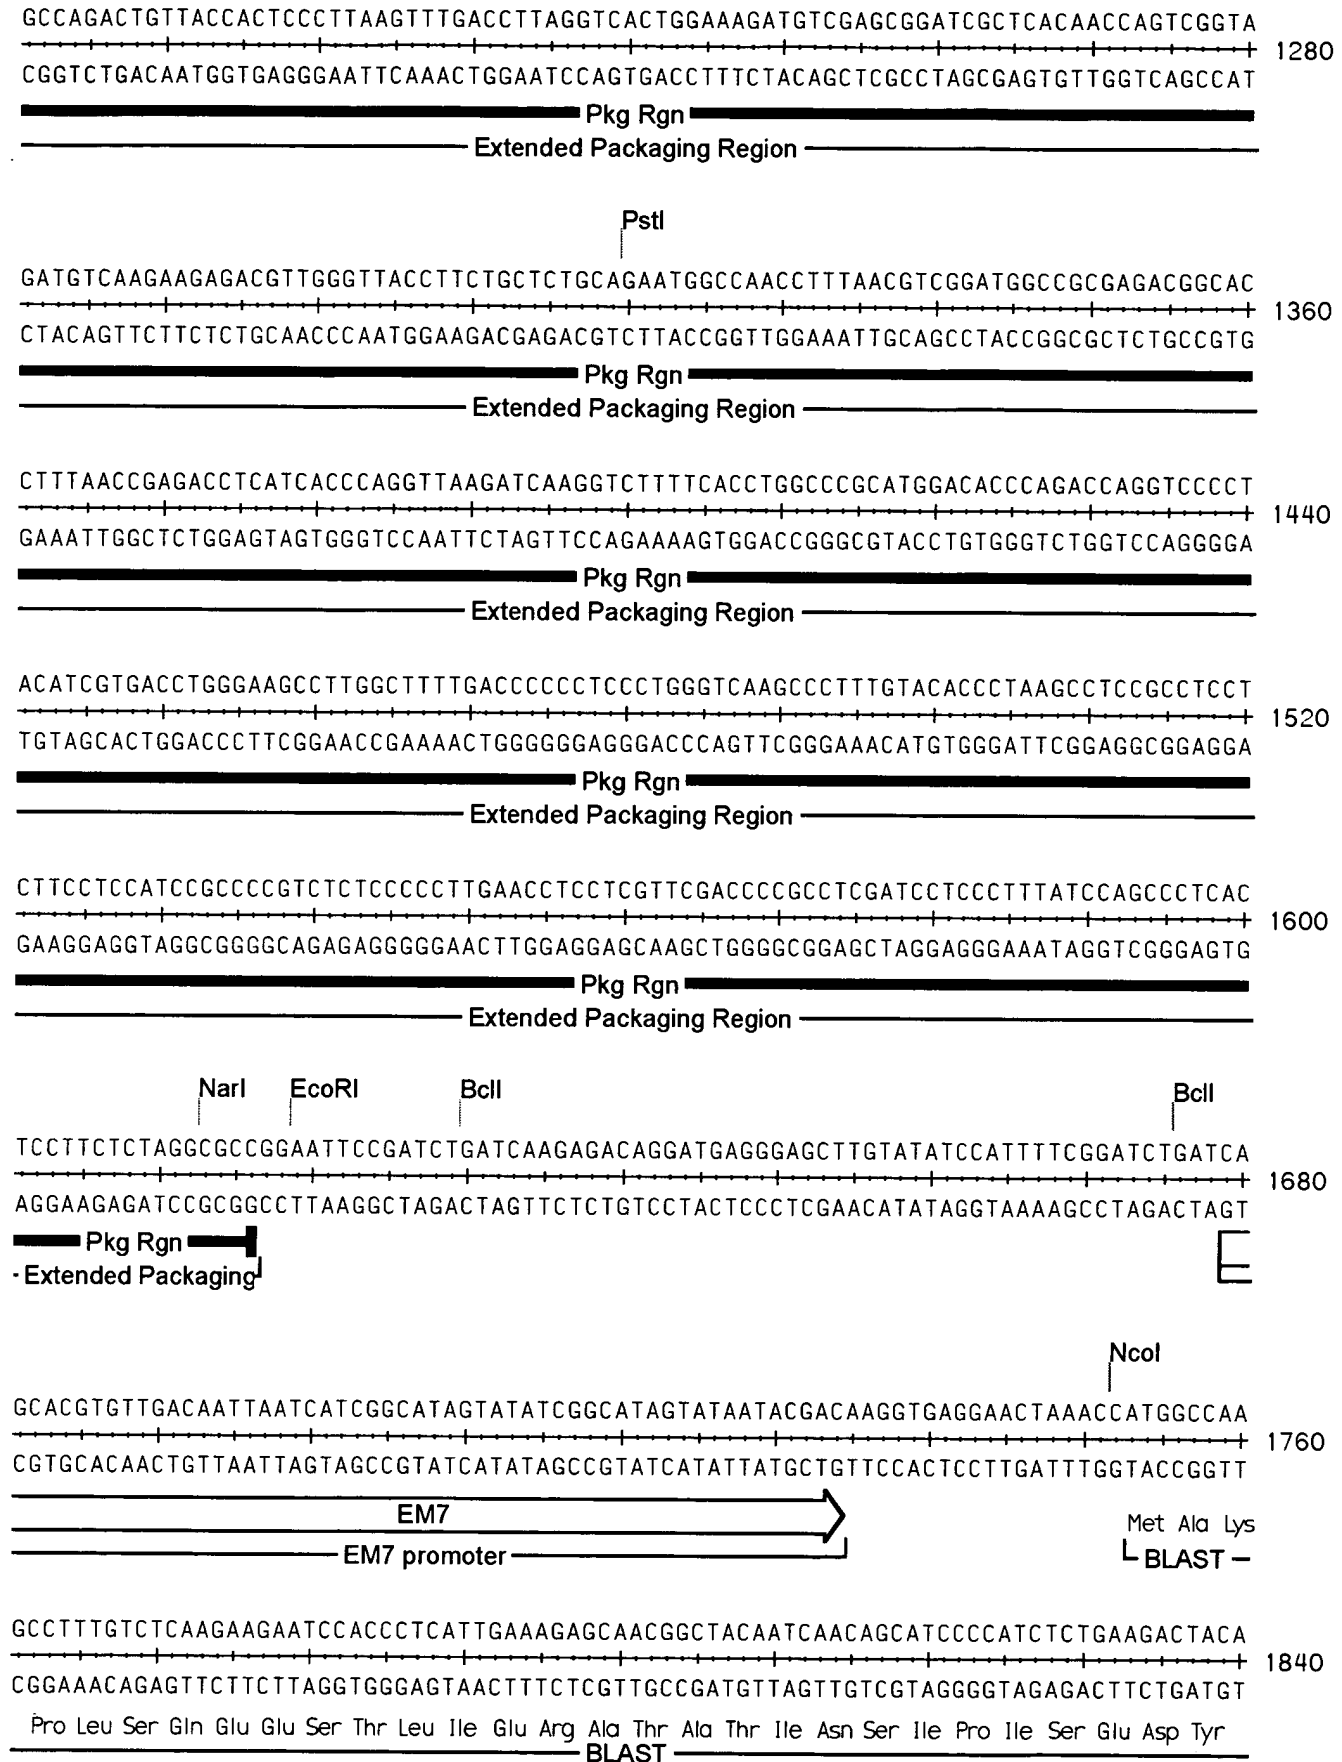 GCCAGACTGTTACCACTCCCTTAAGTTTGACCTTAGGTCACTGGAAAGATGTCGAGCGGATCGCTCACAACCAGTCGGTA
1280
CGGTCTGACAATGGTGAGGGAATTCAAACTGGAATCCAGTGACCTTTCTACAGCTCGCCTAGCGAGTGTTGGTCAGCCAT
Pkg Rgn
Extended Packaging Region
PstI
GATGTCAAGAAGAGACGTTGGGTTACCTTCTGCTCTGCAGAATGGCCAACCTTTAACGTCGGATGGCCGCGAGACGGCAC
1360
CTACAGTTCTTCTCTGCAACCCAATGGAAGACGAGACGTCTTACCGGTTGGAAATTGCAGCCTACCGGCGCTCTGCCGTG
Pkg Rgn
Extended Packaging Region
CTTTAACCGAGACCTCATCACCCAGGTTAAGATCAAGGTCTTTTCACCTGGCCCGCATGGACACCCAGACCAGGTCCCCT
1440
GAAATTGGCTCTGGAGTAGTGGGTCCAATTCTAGTTCCAGAAAAGTGGACCGGGCGTACCTGTGGGTCTGGTCCAGGGGA
Pkg Rgn
Extended Packaging Region
ACATCGTGACCTGGGAAGCCTTGGCTTTTGACCCCCCTCCCTGGGTCAAGCCCTTTGTACACCCTAAGCCTCCGCCTCCT
1520
TGTAGCACTGGACCCTTCGGAACCGAAAACTGGGGGGAGGGACCCAGTTCGGGAAACATGTGGGATTCGGAGGCGGAGGA
Pkg Rgn
Extended Packaging Region
CTTCCTCCATCCGCCCCGTCTCTCCCCCTTGAACCTCCTCGTTCGACCCCGCCTCGATCCTCCCTTTATCCAGCCCTCAC
1600
GAAGGAGGTAGGCGGGGCAGAGAGGGGGAACTTGGAGGAGCAAGCTGGGGCGGAGCTAGGAGGGAAATAGGTCGGGAGTG
Pkg Rgn
Extended Packaging Region
NarI EcoRI BclI BclI
TCCTTCTCTAGGCGCCGGAATTCCGATCTGATCAAGAGACAGGATGAGGGAGCTTGTATATCCATTTTCGGATCTGATCA
1680
AGGAAGAGATCCGCGGCCTTAAGGCTAGACTAGTTCTCTGTCCTACTCCCTCGAACATATAGGTAAAAGCCTAGACTAGT
Pkg Rgn
Extended Packaging
NcoI
GCACGTGTTGACAATTAATCATCGGCATAGTATATCGGCATAGTATAATACGACAAGGTGAGGAACTAAACCATGGCCAA
1760
CGTGCACAACTGTTAATTAGTAGCCGTATCATATAGCCGTATCATATTATGCTGTTCCACTCCTTGATTTGGTACCGGTT
EM7
Met Ala Lys
EM7 promoter BLAST
GCCTTTGTCTCAAGAAGAATCCACCCTCATTGAAAGAGCAACGGCTACAATCAACAGCATCCCCATCTCTGAAGACTACA
1840
CGGAAACAGAGTTCTTCTTAGGTGGGAGTAACTTTCTCGTTGCCGATGTTAGTTGTCGTAGGGGTAGAGACTTCTGATGT
Pro Leu Ser Gln Glu Glu Ser Thr Leu Ile Glu Arg Ala Thr Ala Thr Ile Asn Ser Ile Pro Ile Ser Glu Asp Tyr
BLAST